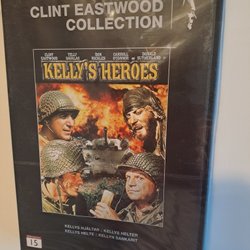 CLINT EASTWOOD
COLLECTION
CLINT EASTWOOD TELLY SAVALAS DON RICKLES CARROLL O'CONNOR DONALD SUTHERLAND
KELLY'S HEROES
KELLYS HJÄLTAR | KELLYS HELTER
KELLYS HELTE | KELLYN SANKARIT
15